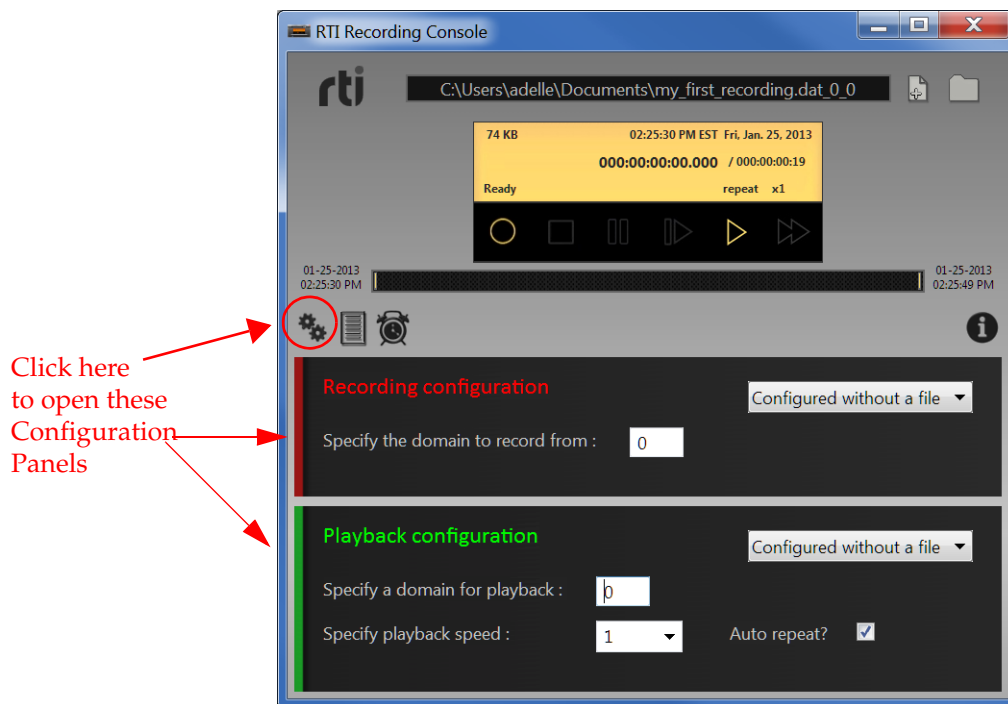 RTI Recording Console
rti
C:\Users\adelle\Documents\my_first_recording.dat_0_0
74 KB 02:25:30 PM EST Fri, Jan. 25, 2013
000:00:00:00.000 / 000:00:00:19
Ready repeat x1
01-25-2013
02:25:30 PM
01-25-2013
02:25:49 PM
Click here
to open these
Configuration
Panels
Recording configuration
Configured without a file
Specify the domain to record from : 0
Playback configuration
Configured without a file
Specify a domain for playback : 0
Specify playback speed : 1 Auto repeat?